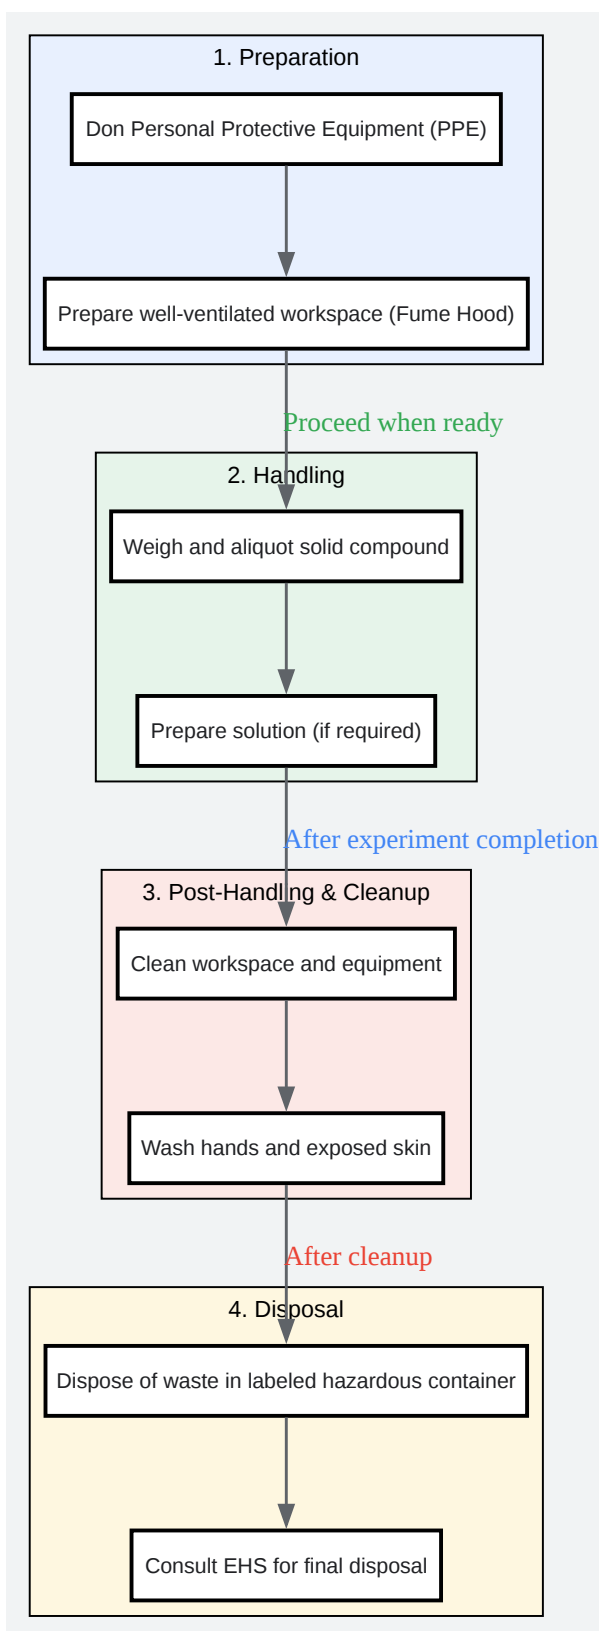 1. Preparation
Don Personal Protective Equipment (PPE)
Prepare well-ventilated workspace (Fume Hood)
Proceed when ready
2. Handling
Weigh and aliquot solid compound
Prepare solution (if required)
After experiment completion
3. Post-Handling & Cleanup
Clean workspace and equipment
Wash hands and exposed skin
After cleanup
4. Disposal
Dispose of waste in labeled hazardous container
Consult EHS for final disposal